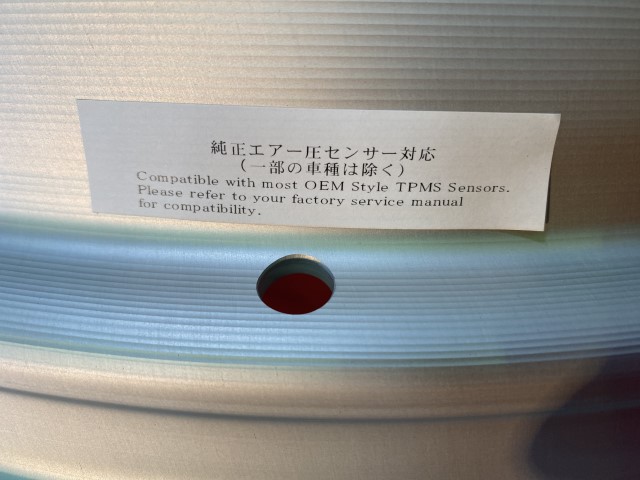 純正エアー圧センサー対応
(一部の車種は除く)
Compatible with most OEM Style TPMS Sensors.
Please refer to your factory service manual
for compatibility.